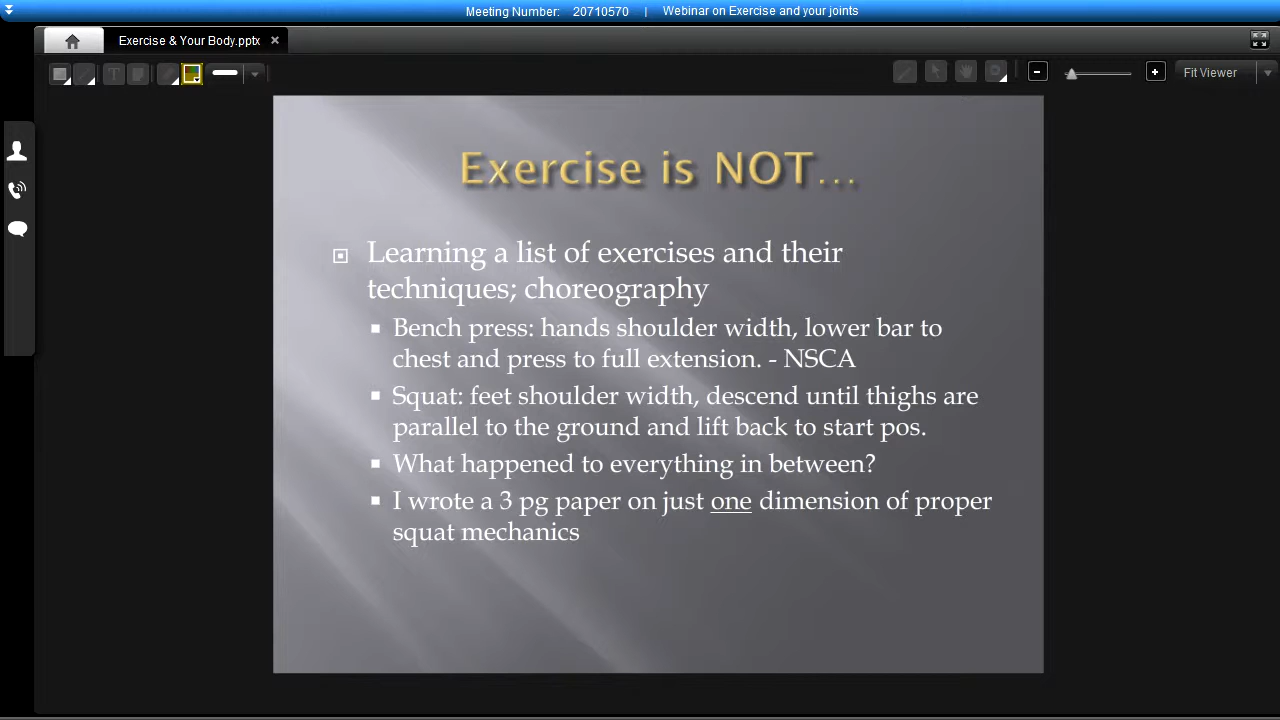 Meeting Number: 20710570 | Webinar on Exercise and your joints
Exercise & Your Body.pptx
Fit Viewer
Exercise is NOT...
Learning a list of exercises and their
techniques; choreography
Bench press: hands shoulder width, lower bar to
chest and press to full extension. - NSCA
Squat: feet shoulder width, descend until thighs are
parallel to the ground and lift back to start pos.
What happened to everything in between?
I wrote a 3 pg paper on just one dimension of proper
squat mechanics